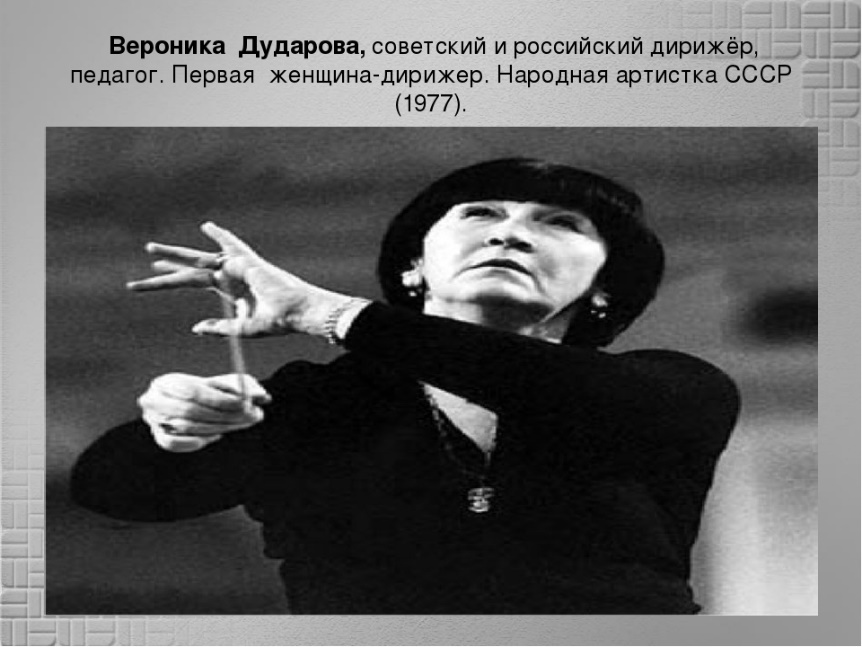 Вероника Дударова, советский и российский дирижёр,
педагог. Первая женщина-дирижер. Народная артистка СССР
(1977).